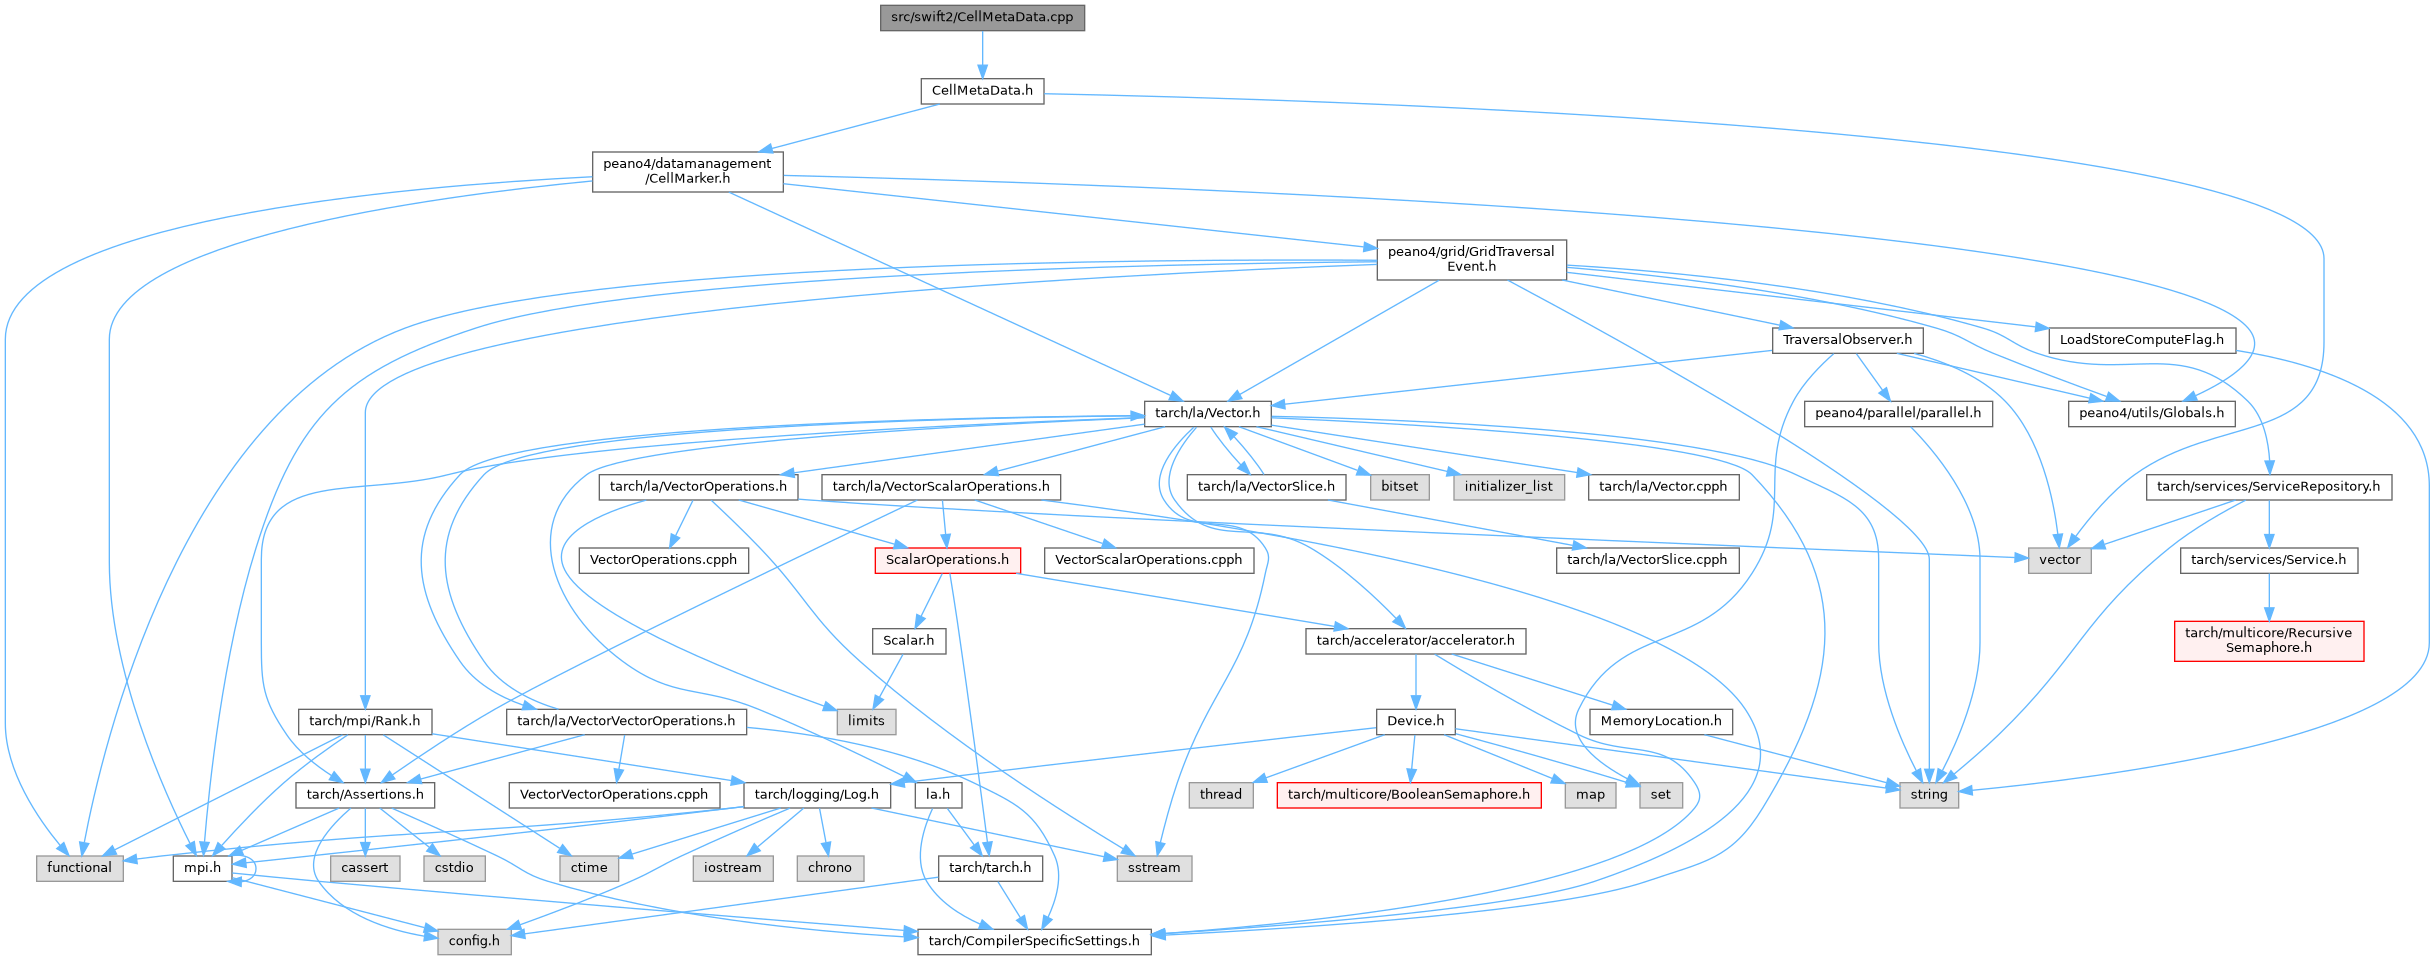 src/swift2/CellMetaData.cpp
CellMetaData.h
peano4/datamanagement
/CellMarker.h
peano4/grid/GridTraversal
Event.h
TraversalObserver.h
LoadStoreComputeFlag.h
tarch/la/Vector.h
peano4/parallel/parallel.h
peano4/utils/Globals.h
tarch/la/VectorOperations.h
tarch/la/VectorScalarOperations.h
tarch/la/VectorSlice.h
bitset
initializer_list
tarch/la/Vector.cpph
tarch/services/ServiceRepository.h
VectorOperations.cpph
ScalarOperations.h
VectorScalarOperations.cpph
tarch/la/VectorSlice.cpph
vector
tarch/services/Service.h
Scalar.h
tarch/accelerator/accelerator.h
tarch/multicore/Recursive
Semaphore.h
tarch/mpi/Rank.h
tarch/la/VectorVectorOperations.h
limits
Device.h
MemoryLocation.h
tarch/Assertions.h
VectorVectorOperations.cpph
tarch/logging/Log.h
la.h
thread
tarch/multicore/BooleanSemaphore.h
map
set
string
functional
mpi.h
cassert
cstdio
ctime
iostream
chrono
tarch/tarch.h
sstream
config.h
tarch/CompilerSpecificSettings.h